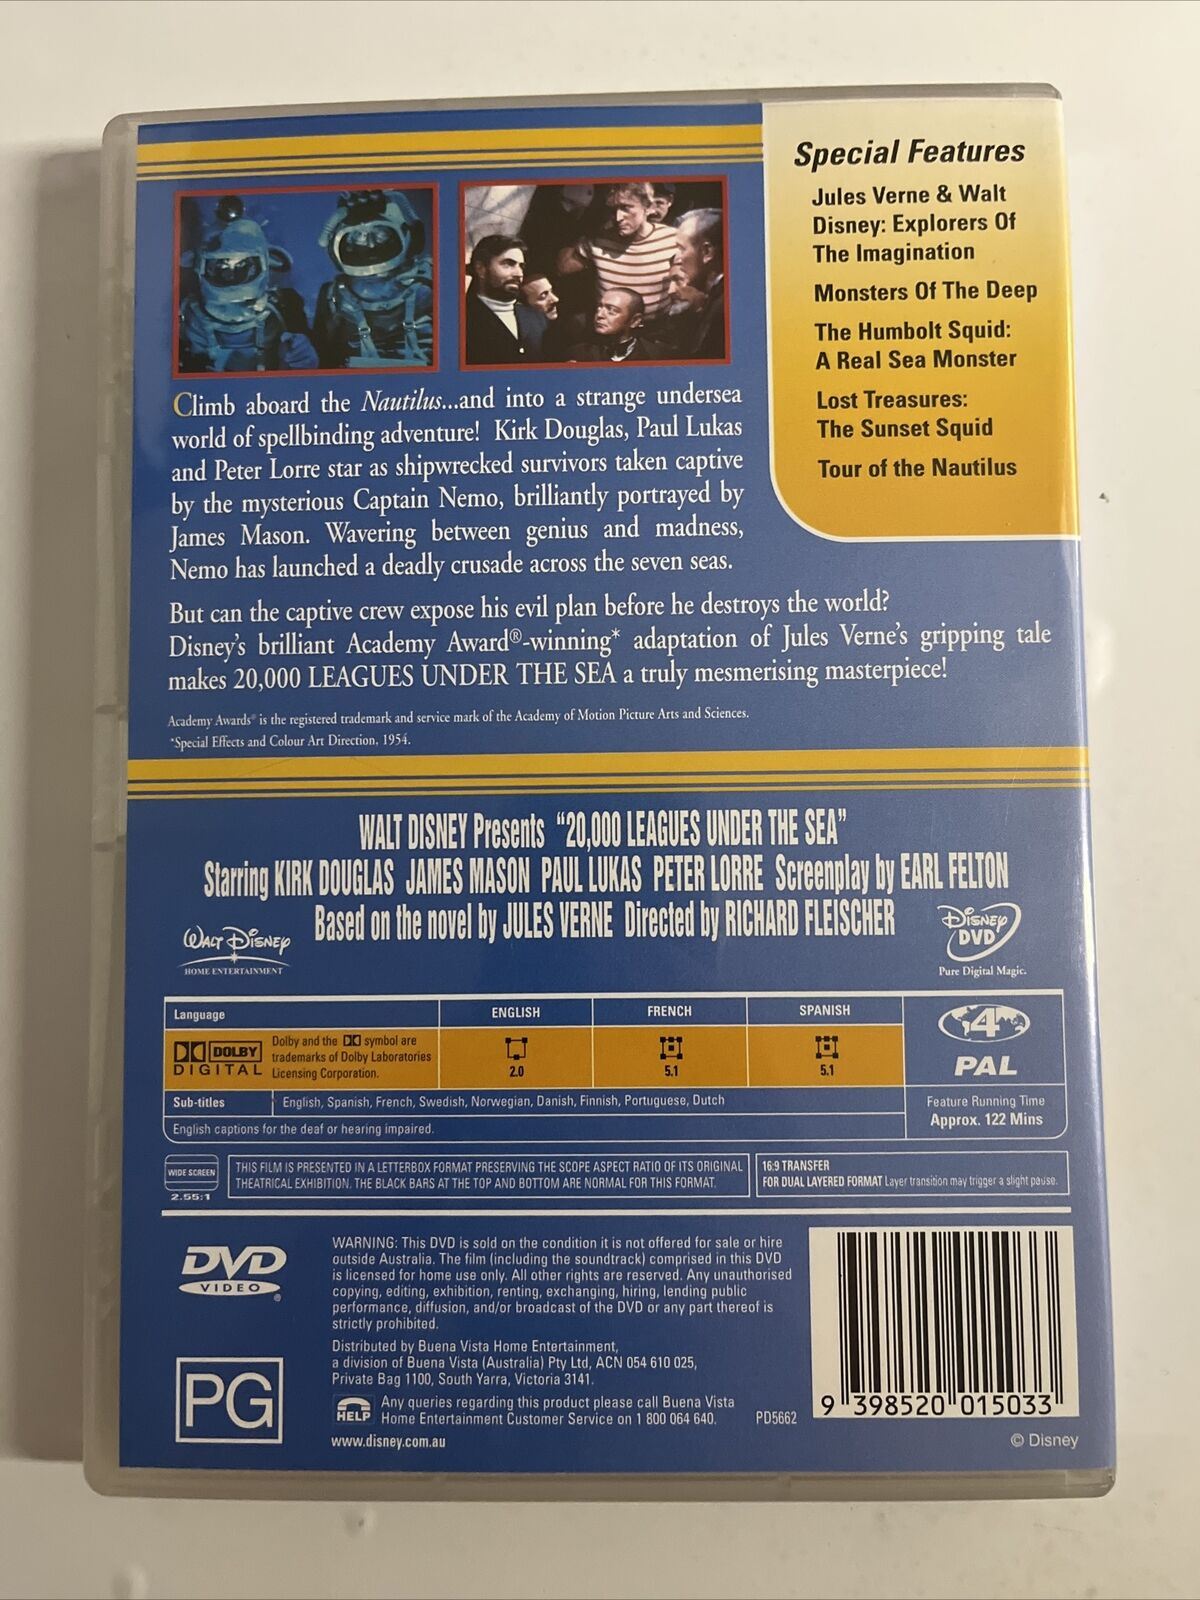 Special Features
Jules Verne & Walt
Disney: Explorers Of
The Imagination
Monsters Of The Deep
The Humbolt Squid:
A Real Sea Monster
Lost Treasures:
The Sunset Squid
Tour of the Nautilus
Climb aboard the Nautilus...and into a strange undersea
world of spellbinding adventure! Kirk Douglas, Paul Lukas
and Peter Lorre star as shipwrecked survivors taken captive
by the mysterious Captain Nemo, brilliantly portrayed by
James Mason. Wavering between genius and madness,
Nemo has launched a deadly crusade across the seven seas.
But can the captive crew expose his evil plan before he destroys the world?
Disney's brilliant Academy Award®-winning* adaptation of Jules Verne's gripping tale
makes 20,000 LEAGUES UNDER THE SEA a truly mesmerising masterpiece!
Academy Awards® is the registered trademark and service mark of the Academy of Motion Picture Arts and Sciences.
*Special Effects and Colour Art Direction, 1954.
WALT DISNEY Presents "20,000 LEAGUES UNDER THE SEA"
Starring KIRK DOUGLAS JAMES MASON PAUL LUKAS PETER LORRE Screenplay by EARL FELTON
Based on the novel by JULES VERNE Directed by RICHARD FLEISCHER
WALT DISNEY
HOME ENTERTAINMENT
DISNEY
DVD
Pure Digital Magic.
Language ENGLISH FRENCH SPANISH
DOLBY
DIGITAL
Dolby and the DD symbol are
trademarks of Dolby Laboratories
Licensing Corporation.
2.0 5.1 5.1
4
PAL
Sub-titles English, Spanish, French, Swedish, Norwegian, Danish, Finnish, Portuguese, Dutch
English captions for the deaf or hearing impaired.
Feature Running Time
Approx. 122 Mins
WIDE SCREEN
2.55:1
THIS FILM IS PRESENTED IN A LETTERBOX FORMAT PRESERVING THE SCOPE ASPECT RATIO OF ITS ORIGINAL
THEATRICAL EXHIBITION. THE BLACK BARS AT THE TOP AND BOTTOM ARE NORMAL FOR THIS FORMAT.
16:9 TRANSFER
FOR DUAL LAYERED FORMAT Layer transition may trigger a slight pause.
DVD
VIDEO
WARNING: This DVD is sold on the condition it is not offered for sale or hire
outside Australia. The film (including the soundtrack) comprised in this DVD
is licensed for home use only. All other rights are reserved. Any unauthorised
copying, editing, exhibition, renting, exchanging, hiring, lending public
performance, diffusion, and/or broadcast of the DVD or any part thereof is
strictly prohibited.
Distributed by Buena Vista Home Entertainment,
a division of Buena Vista (Australia) Pty Ltd, ACN 054 610 025,
Private Bag 1100, South Yarra, Victoria 3141.
PG
HELP
Any queries regarding this product please call Buena Vista
Home Entertainment Customer Service on 1 800 064 640.
www.disney.com.au
PD5662
9 398520 015033
© Disney